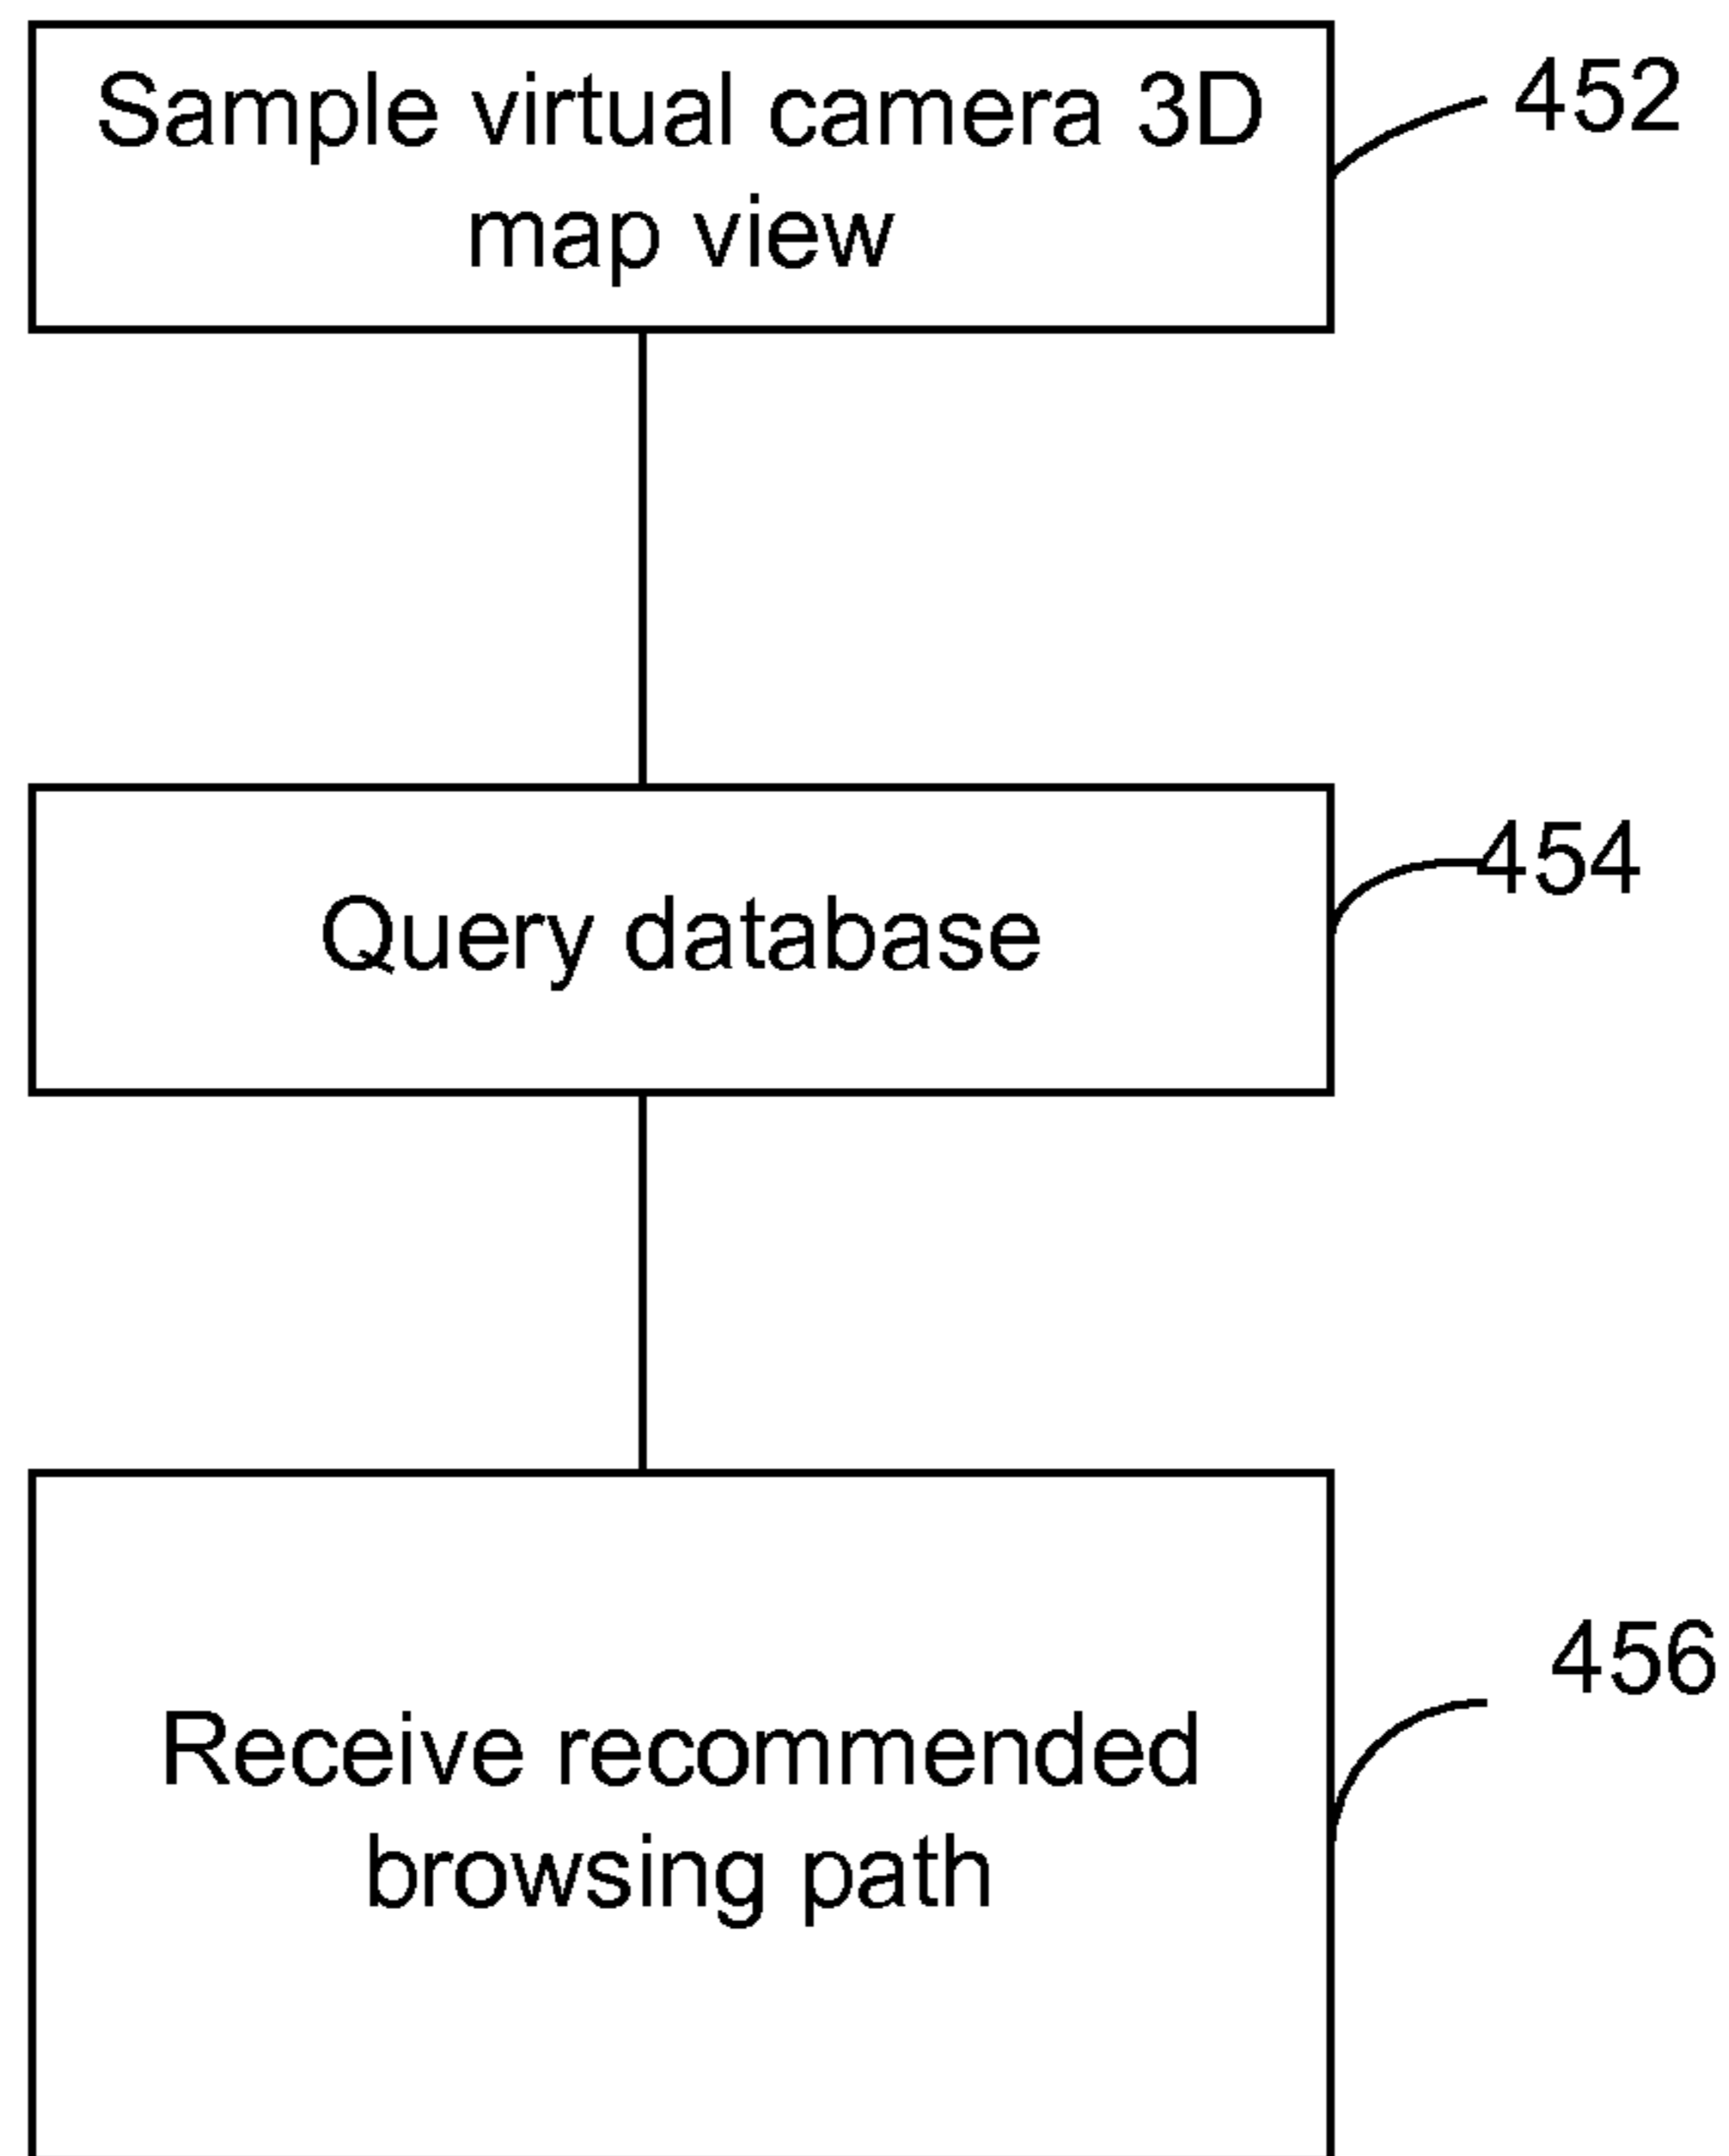 Sample virtual camera 3D
map view
452
Query database
454
Receive recommended
browsing path
456